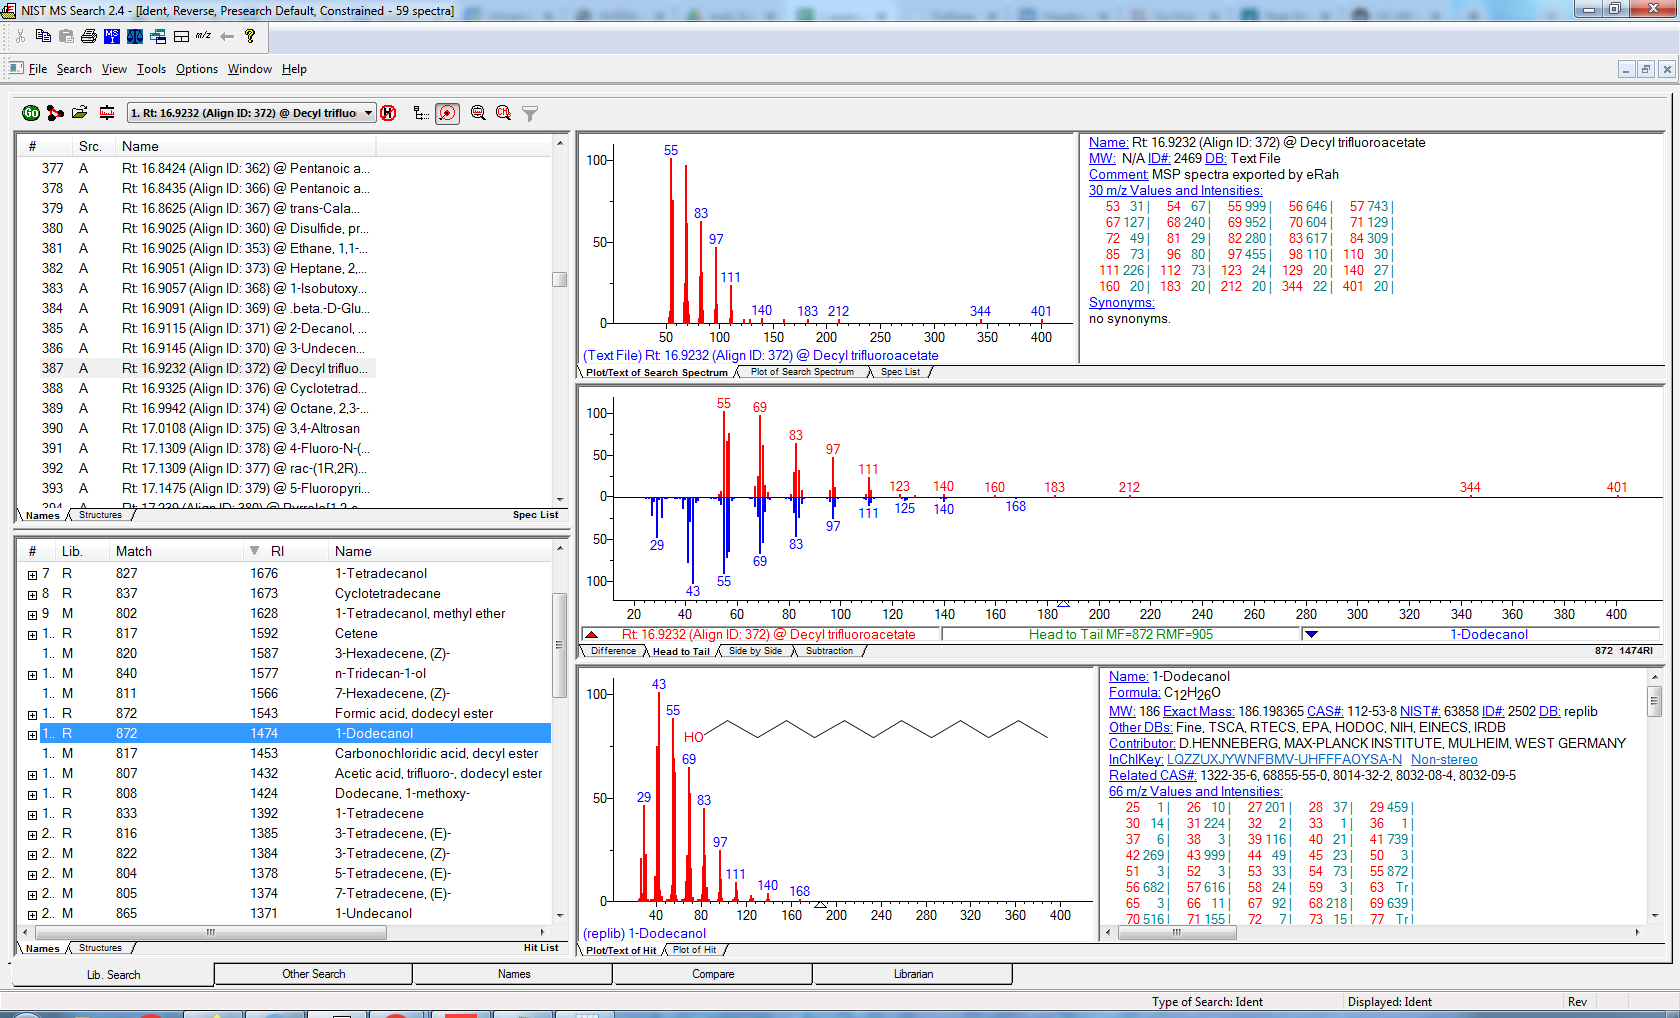 NIST MS Search 2.4 - [Ident, Reverse, Presearch Default, Constrained - 59 spectra]
File Search View Tools Options Window Help
1. Rt: 16.9232 (Align ID: 372) @ Decyl trifluo
# Src. Name
377 A Rt: 16.8424 (Align ID: 362) @ Pentanoic a...
378 A Rt: 16.8435 (Align ID: 366) @ Pentanoic a...
379 A Rt: 16.8625 (Align ID: 367) @ trans-Cala...
380 A Rt: 16.9025 (Align ID: 360) @ Disulfide, pr...
381 A Rt: 16.9025 (Align ID: 353) @ Ethane, 1,1-...
382 A Rt: 16.9051 (Align ID: 373) @ Heptane, 2,...
383 A Rt: 16.9057 (Align ID: 368) @ 1-Isobutoxy...
384 A Rt: 16.9091 (Align ID: 369) @ .beta.-D-Glu...
385 A Rt: 16.9115 (Align ID: 371) @ 2-Decanol, ...
386 A Rt: 16.9145 (Align ID: 370) @ 3-Undecen...
387 A Rt: 16.9232 (Align ID: 372) @ Decyl trifluo...
388 A Rt: 16.9325 (Align ID: 376) @ Cyclotetrad...
389 A Rt: 16.9942 (Align ID: 374) @ Octane, 2,3-...
390 A Rt: 17.0108 (Align ID: 375) @ 3,4-Altrosan
391 A Rt: 17.1309 (Align ID: 378) @ 4-Fluoro-N-(...
392 A Rt: 17.1309 (Align ID: 377) @ rac-(1R,2R)...
393 A Rt: 17.1475 (Align ID: 379) @ 5-Fluoropyri...
Names Structures Spec List
# Lib. Match RI Name
7 R 827 1676 1-Tetradecanol
8 R 837 1673 Cyclotetradecane
9 M 802 1628 1-Tetradecanol, methyl ether
1.. R 817 1592 Cetene
1.. M 820 1587 3-Hexadecene, (Z)-
1.. M 840 1577 n-Tridecan-1-ol
1.. M 811 1566 7-Hexadecene, (Z)-
1.. R 872 1543 Formic acid, dodecyl ester
1.. R 872 1474 1-Dodecanol
1.. M 817 1453 Carbonochloridic acid, decyl ester
1.. M 807 1432 Acetic acid, trifluoro-, dodecyl ester
1.. R 808 1424 Dodecane, 1-methoxy-
1.. R 833 1392 1-Tetradecene
2.. R 816 1385 3-Tetradecene, (E)-
2.. M 822 1384 3-Tetradecene, (Z)-
2.. M 804 1378 5-Tetradecene, (E)-
2.. M 805 1374 7-Tetradecene, (E)-
2.. M 865 1371 1-Undecanol
Names Structures Hit List
100 50 0
55 83 97 111 140 183 212 344 401
50 100 150 200 250 300 350 400
(Text File) Rt: 16.9232 (Align ID: 372) @ Decyl trifluoroacetate
Plot/Text of Search Spectrum Plot of Search Spectrum Spec List
Name: Rt: 16.9232 (Align ID: 372) @ Decyl trifluoroacetate
MW: N/A ID#: 2469 DB: Text File
Comment: MSP spectra exported by eRah
30 m/z Values and Intensities:
53 31 | 54 67 | 55 999 | 56 646 | 57 743 |
67 127 | 68 240 | 69 952 | 70 604 | 71 129 |
72 49 | 81 29 | 82 280 | 83 617 | 84 309 |
85 73 | 96 80 | 97 455 | 98 110 | 110 30 |
111 226 | 112 73 | 123 24 | 129 20 | 140 27 |
160 20 | 183 20 | 212 20 | 344 22 | 401 20 |
Synonyms:
no synonyms.
100 50 0 50 100
55 69 83 97 111 123 140 160 183 212 344 401
29 43 55 69 83 97 111 125 140 168
20 40 60 80 100 120 140 160 200 220 240 260 280 300 320 340 360 380 400
Rt: 16.9232 (Align ID: 372) @ Decyl trifluoroacetate Head to Tail MF=872 RMF=905 1-Dodecanol
Difference Head to Tail Side by Side Subtraction 872 1474RI
100 50 0
29 43 55 69 83 97 111 140 168
HO
40 80 120 160 200 240 280 320 360 400
(replib) 1-Dodecanol
Plot/Text of Hit Plot of Hit
Name: 1-Dodecanol
Formula: C12H26O
MW: 186 Exact Mass: 186.198365 CAS#: 112-53-8 NIST#: 63858 ID#: 2502 DB: replib
Other DBs: Fine, TSCA, RTECS, EPA, HODOC, NIH, EINECS, IRDB
Contributor: D.HENNEBERG, MAX-PLANCK INSTITUTE, MULHEIM, WEST GERMANY
InChIKey: LQZZUXJYWNFBMV-UHFFFAOYSA-N Non-stereo
Related CAS#: 1322-35-6, 68855-55-0, 8014-32-2, 8032-08-4, 8032-09-5
66 m/z Values and Intensities:
25 1 | 26 10 | 27 201 | 28 37 | 29 459 |
30 14 | 31 224 | 32 2 | 33 1 | 36 1 |
37 6 | 38 3 | 39 116 | 40 21 | 41 739 |
42 269 | 43 999 | 44 49 | 45 23 | 50 3 |
51 3 | 52 3 | 53 33 | 54 73 | 55 872 |
56 682 | 57 616 | 58 24 | 59 3 | 63 Tr |
65 3 | 66 11 | 67 92 | 68 218 | 69 639 |
70 516 | 71 155 | 72 7 | 73 15 | 77 Tr |
Lib. Search Other Search Names Compare Librarian
Type of Search: Ident Displayed: Ident Rev